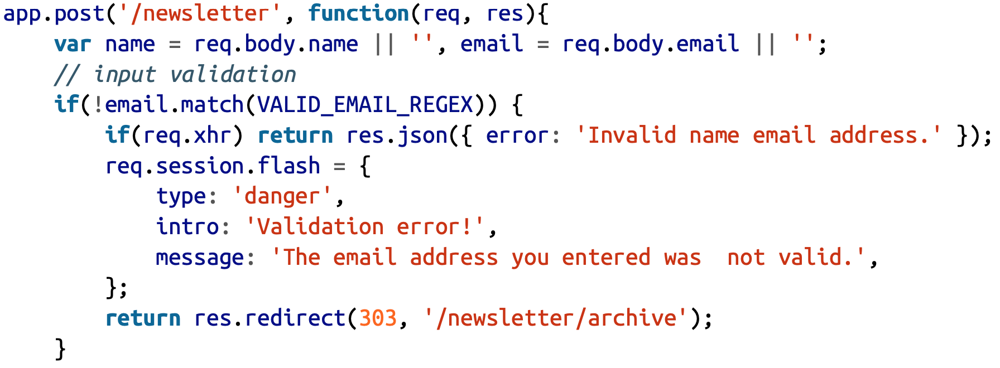 app.post('/newsletter', function(req, res){
    var name = req.body.name || '', email = req.body.email || '';
    // input validation
    if(!email.match(VALID_EMAIL_REGEX)) {
        if(req.xhr) return res.json({ error: 'Invalid name email address.' });
        req.session.flash = {
            type: 'danger',
            intro: 'Validation error!',
            message: 'The email address you entered was  not valid.',
        };
        return res.redirect(303, '/newsletter/archive');
    }